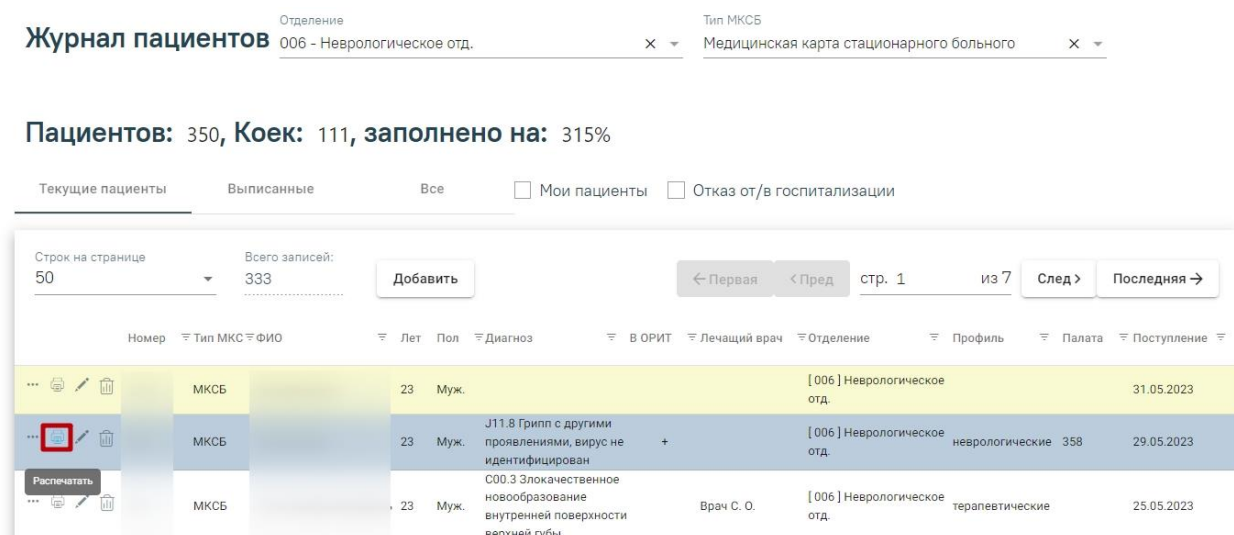 Отделение
Тип МКСБ
Журнал пациентов 006 - Неврологическое отд.
Медицинская карта стационарного больного
Пациентов: 350, Коек: 111, заполнено на: 315%
Текущие пациенты Выписанные Все Мои пациенты Отказ от/в госпитализации
Строк на странице
Всего записей:
50 333 Добавить Первая Пред стр. 1 из 7 След Последняя
Номер Тип МКС ФИО Лет Пол Диагноз В ОРИТ Лечащий врач Отделение Профиль Палата Поступление
[ 006 ] Неврологическое
МКСБ 23 Муж. 31.05.2023
отд.
J11.8 Грипп с другими
[ 006 ] Неврологическое
МКСБ 23 Муж. проявлениями, вирус не + неврологические 358 29.05.2023
отд.
идентифицирован
Распечатать
C00.3 Злокачественное
новообразование [ 006 ] Неврологическое
МКСБ 23 Муж. Врач С. О. терапевтические 25.05.2023
внутренней поверхности отд.
верхней губы